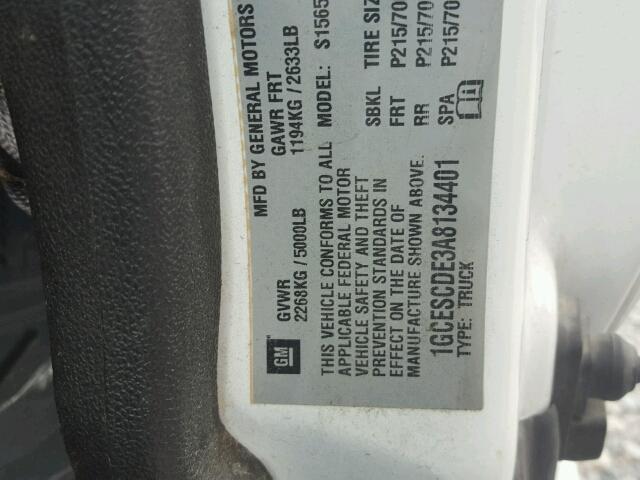 MFD BY GENERAL MOTORS
GVWR GAWR FRT
2268KG / 5000LB 1194KG / 2633LB
GM
THIS VEHICLE CONFORMS TO ALL MODEL: S1565
APPLICABLE FEDERAL MOTOR
VEHICLE SAFETY AND THEFT
PREVENTION STANDARDS IN
EFFECT ON THE DATE OF
MANUFACTURE SHOWN ABOVE.
1GCESCDE3A8134401
TYPE: TRUCK
SBKL TIRE SIZ
FRT P215/70
RR P215/70
SPA P215/70